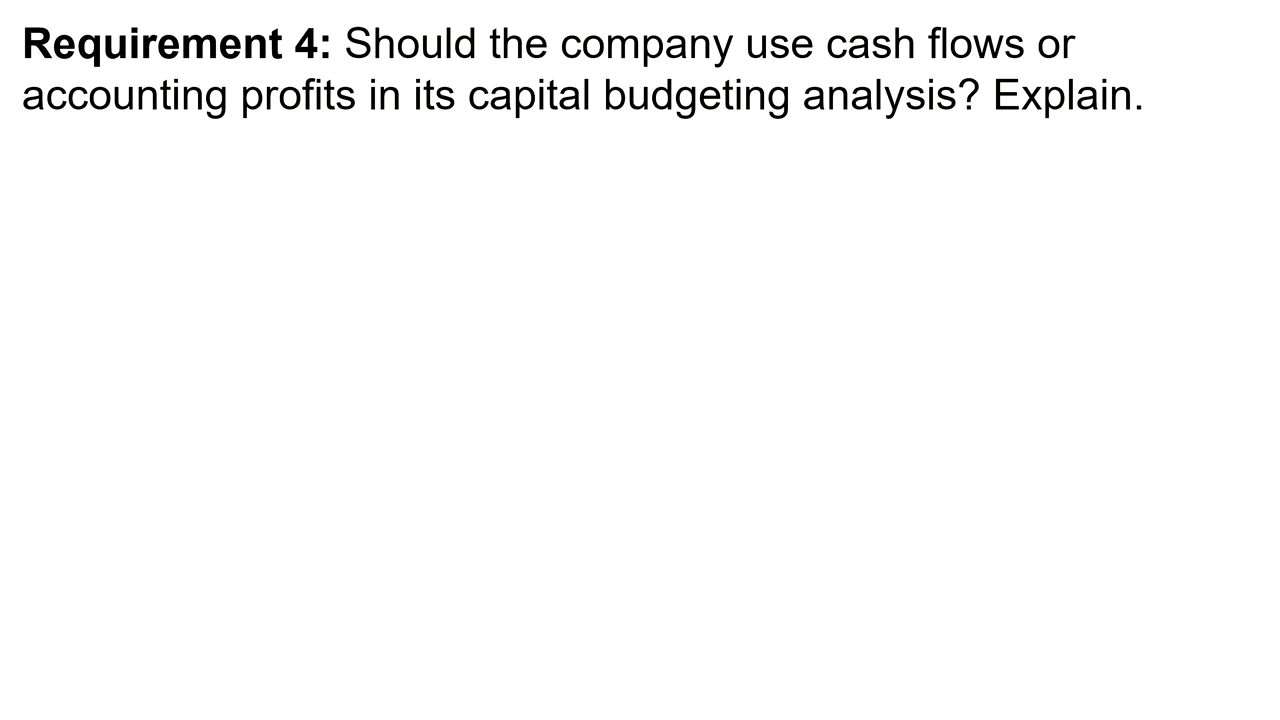 Requirement 4: Should the company use cash flows or
accounting profits in its capital budgeting analysis? Explain.